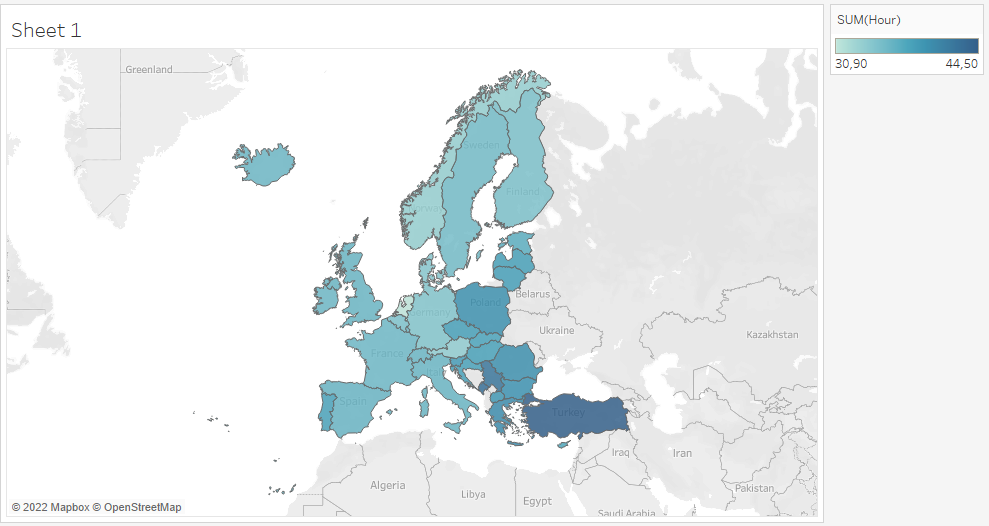 Sheet 1
SUM(Hour)
30,90 44,50
Greenland
Sweden
Finland
Belarus
Poland
Germany
Ukraine
Kazakhstan
France
Spain
Turkey
Iraq
Iran
Algeria
Libya
Egypt
Pakistan
Saudi Arabia
© 2022 Mapbox © OpenStreetMap